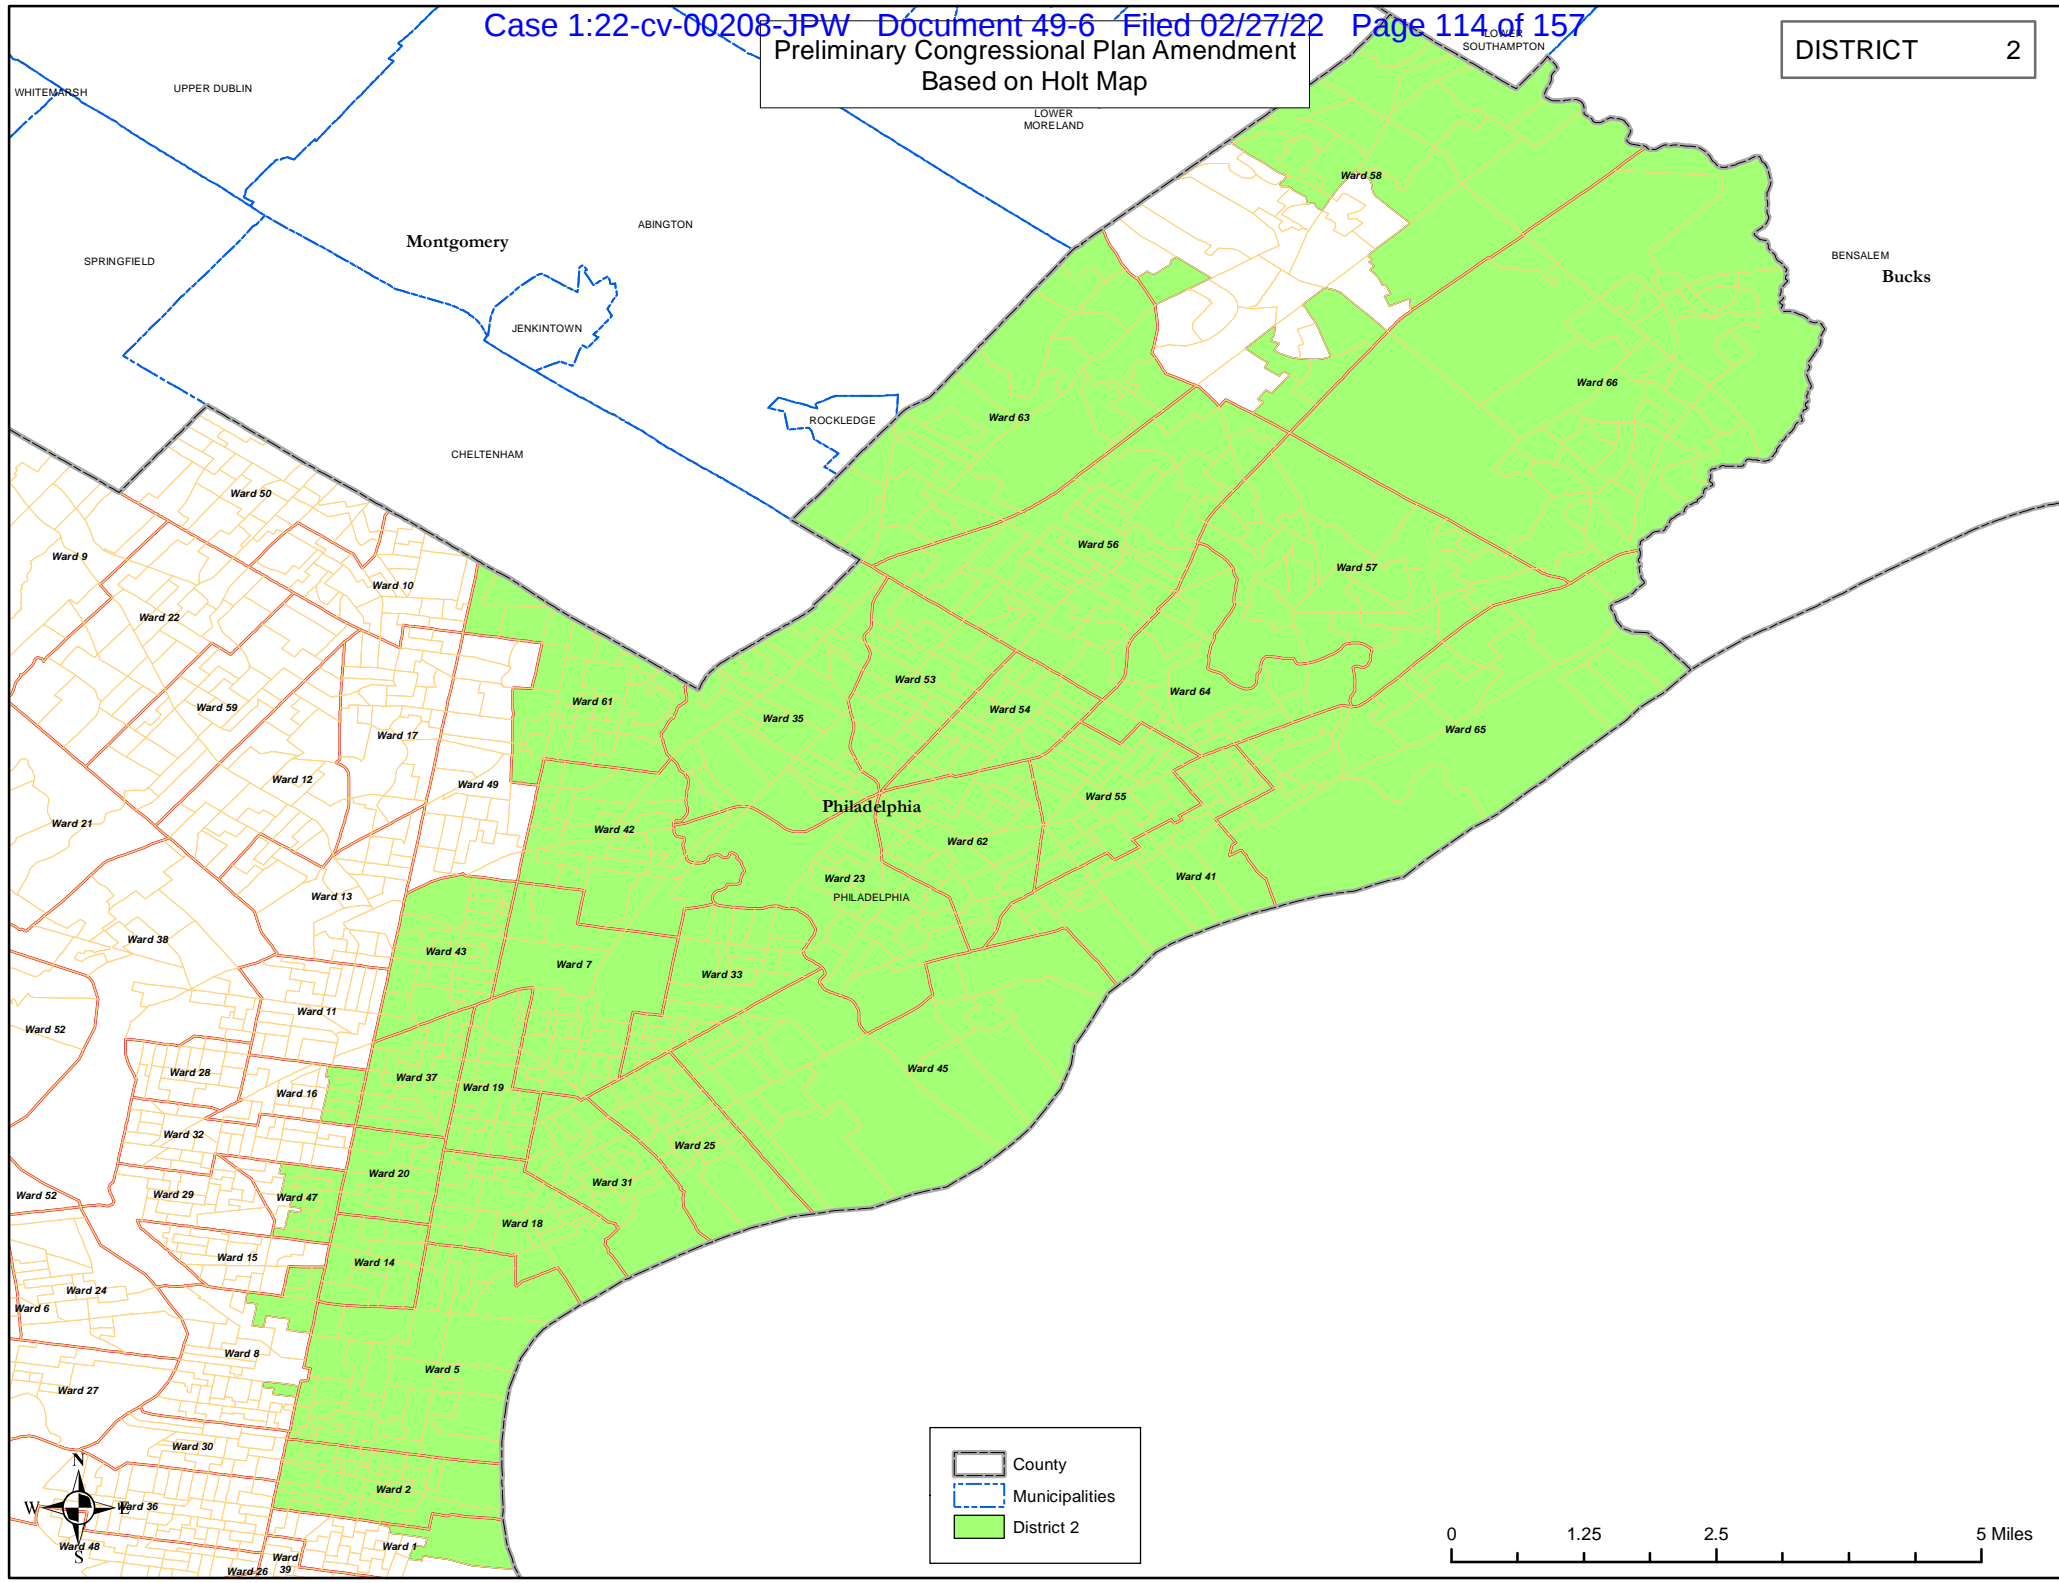 Case 1:22-cv-00208-JPW Document 49-6 Filed 02/27/22 Page 114 of 157
Preliminary Congressional Plan Amendment
Based on Holt Map
DISTRICT 2
LOWER
SOUTHAMPTON
WHITEMARSH
UPPER DUBLIN
LOWER
MORELAND
Ward 58
ABINGTON
Montgomery
SPRINGFIELD
BENSALEM
Bucks
JENKINTOWN
Ward 66
ROCKLEDGE
Ward 63
CHELTENHAM
Ward 50
Ward 9
Ward 56
Ward 57
Ward 10
Ward 22
Ward 53
Ward 64
Ward 61
Ward 59
Ward 54
Ward 35
Ward 65
Ward 17
Ward 12
Ward 49
Ward 55
Philadelphia
Ward 21
Ward 42
Ward 62
Ward 23
Ward 41
PHILADELPHIA
Ward 13
Ward 38
Ward 43
Ward 7
Ward 33
Ward 11
Ward 52
Ward 45
Ward 28
Ward 37
Ward 19
Ward 16
Ward 32
Ward 25
Ward 20
Ward 31
Ward 52
Ward 29
Ward 47
Ward 18
Ward 15
Ward 14
Ward 24
Ward 6
Ward 8
Ward 5
Ward 27
Ward 30
N
W
E
S
Ward 36
Ward 2
Ward 48
Ward 1
Ward
39
Ward 26
County
Municipalities
District 2
0 1.25 2.5 5 Miles